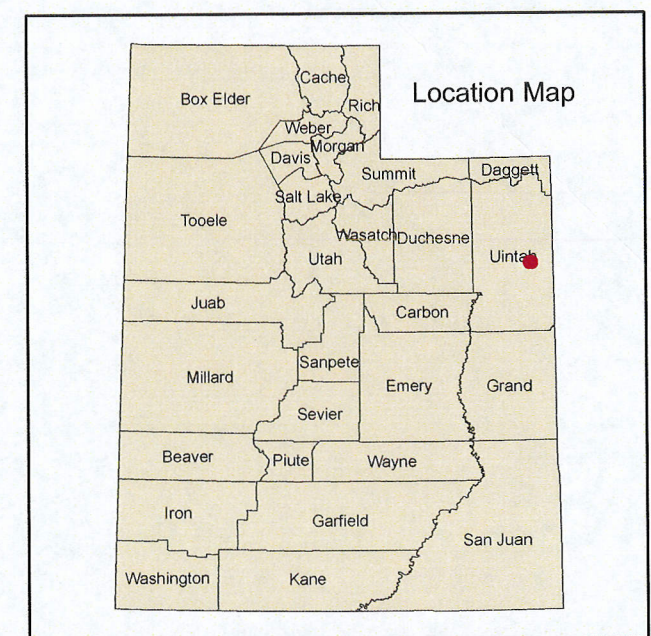 Location Map
Cache
Box Elder
Rich
Weber
Morgan
Davis
Summit
Daggett
Salt Lake
Tooele
Wasatch
Duchesne
Utah
Uintah
Juab
Carbon
Sanpete
Millard
Emery
Grand
Sevier
Beaver
Piute
Wayne
Iron
Garfield
San Juan
Washington
Kane